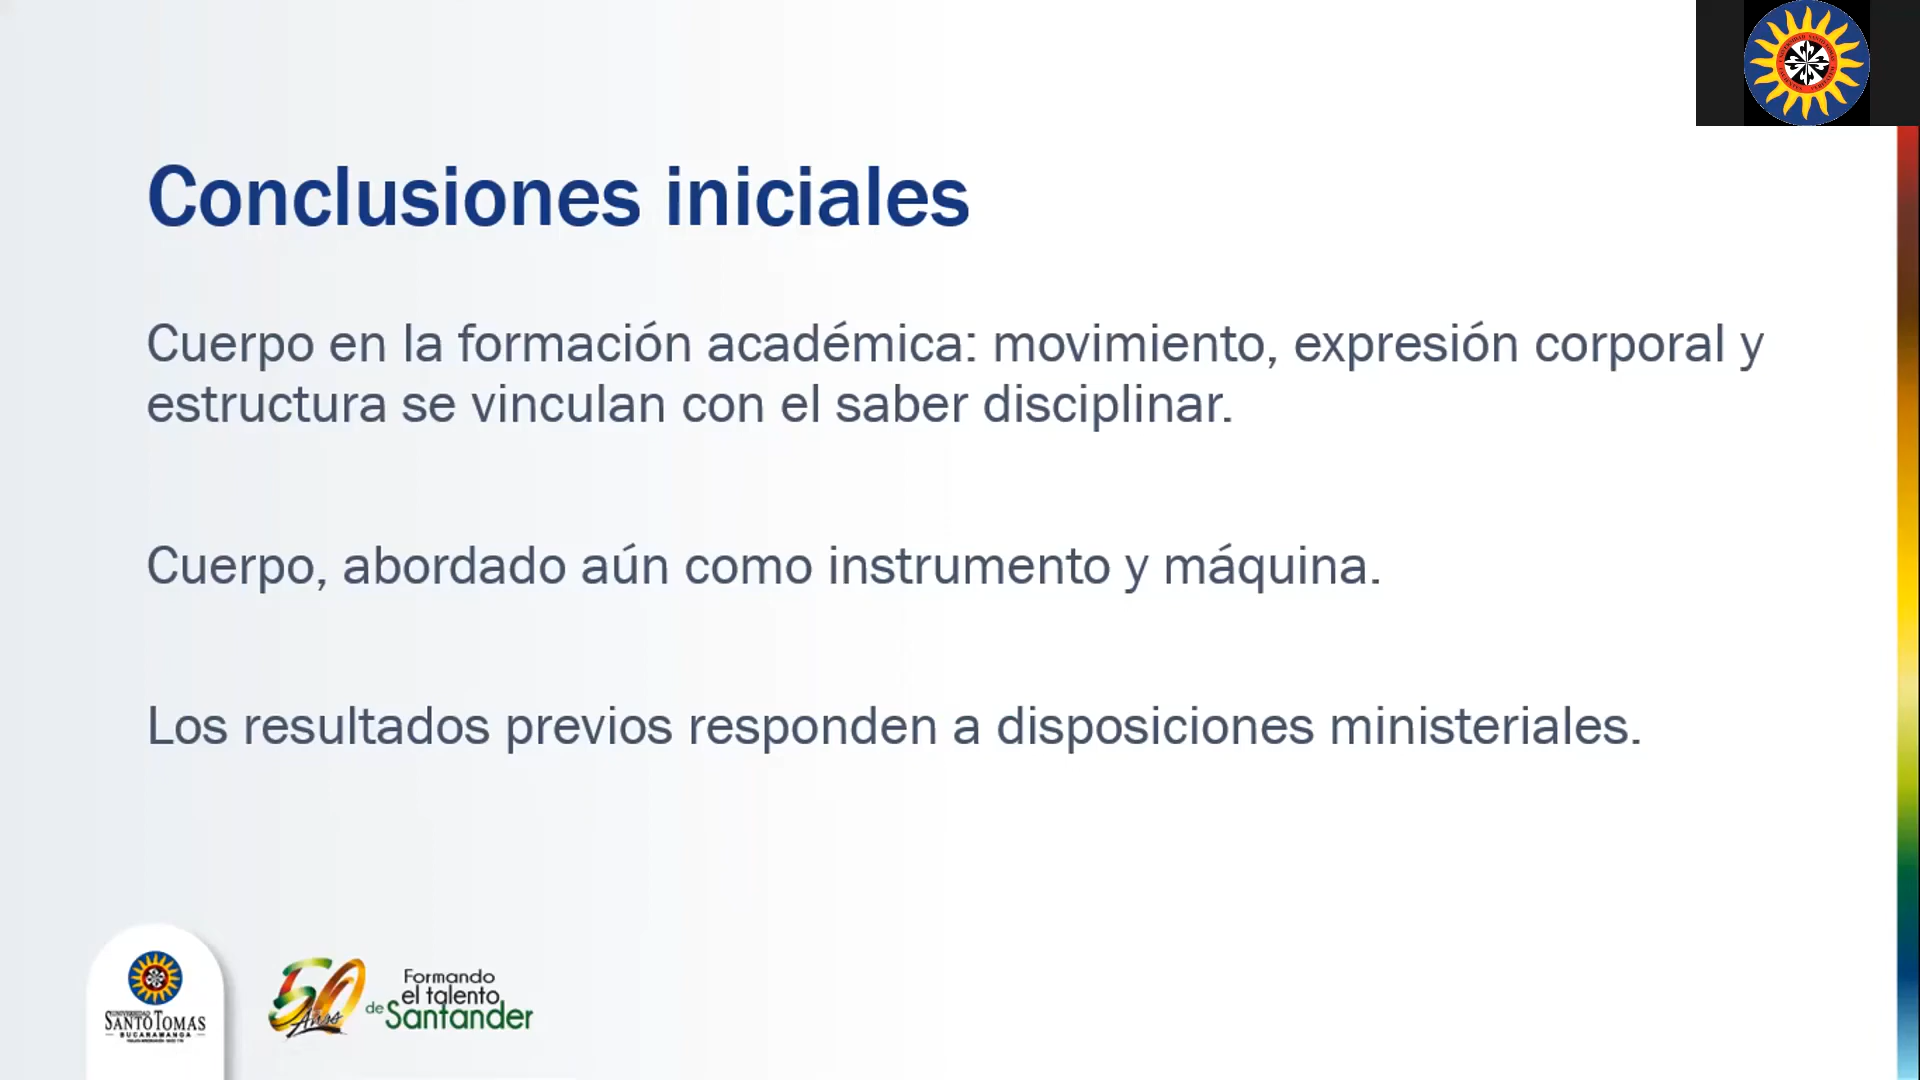 Conclusiones iniciales
Cuerpo en la formación académica: movimiento, expresión corporal y
estructura se vinculan con el saber disciplinar.
Cuerpo, abordado aún como instrumento y máquina.
Los resultados previos responden a disposiciones ministeriales.
UNIVERSIDAD
SANTO TOMAS
BUCARAMANGA
50 Años
Formando
el talento
de Santander